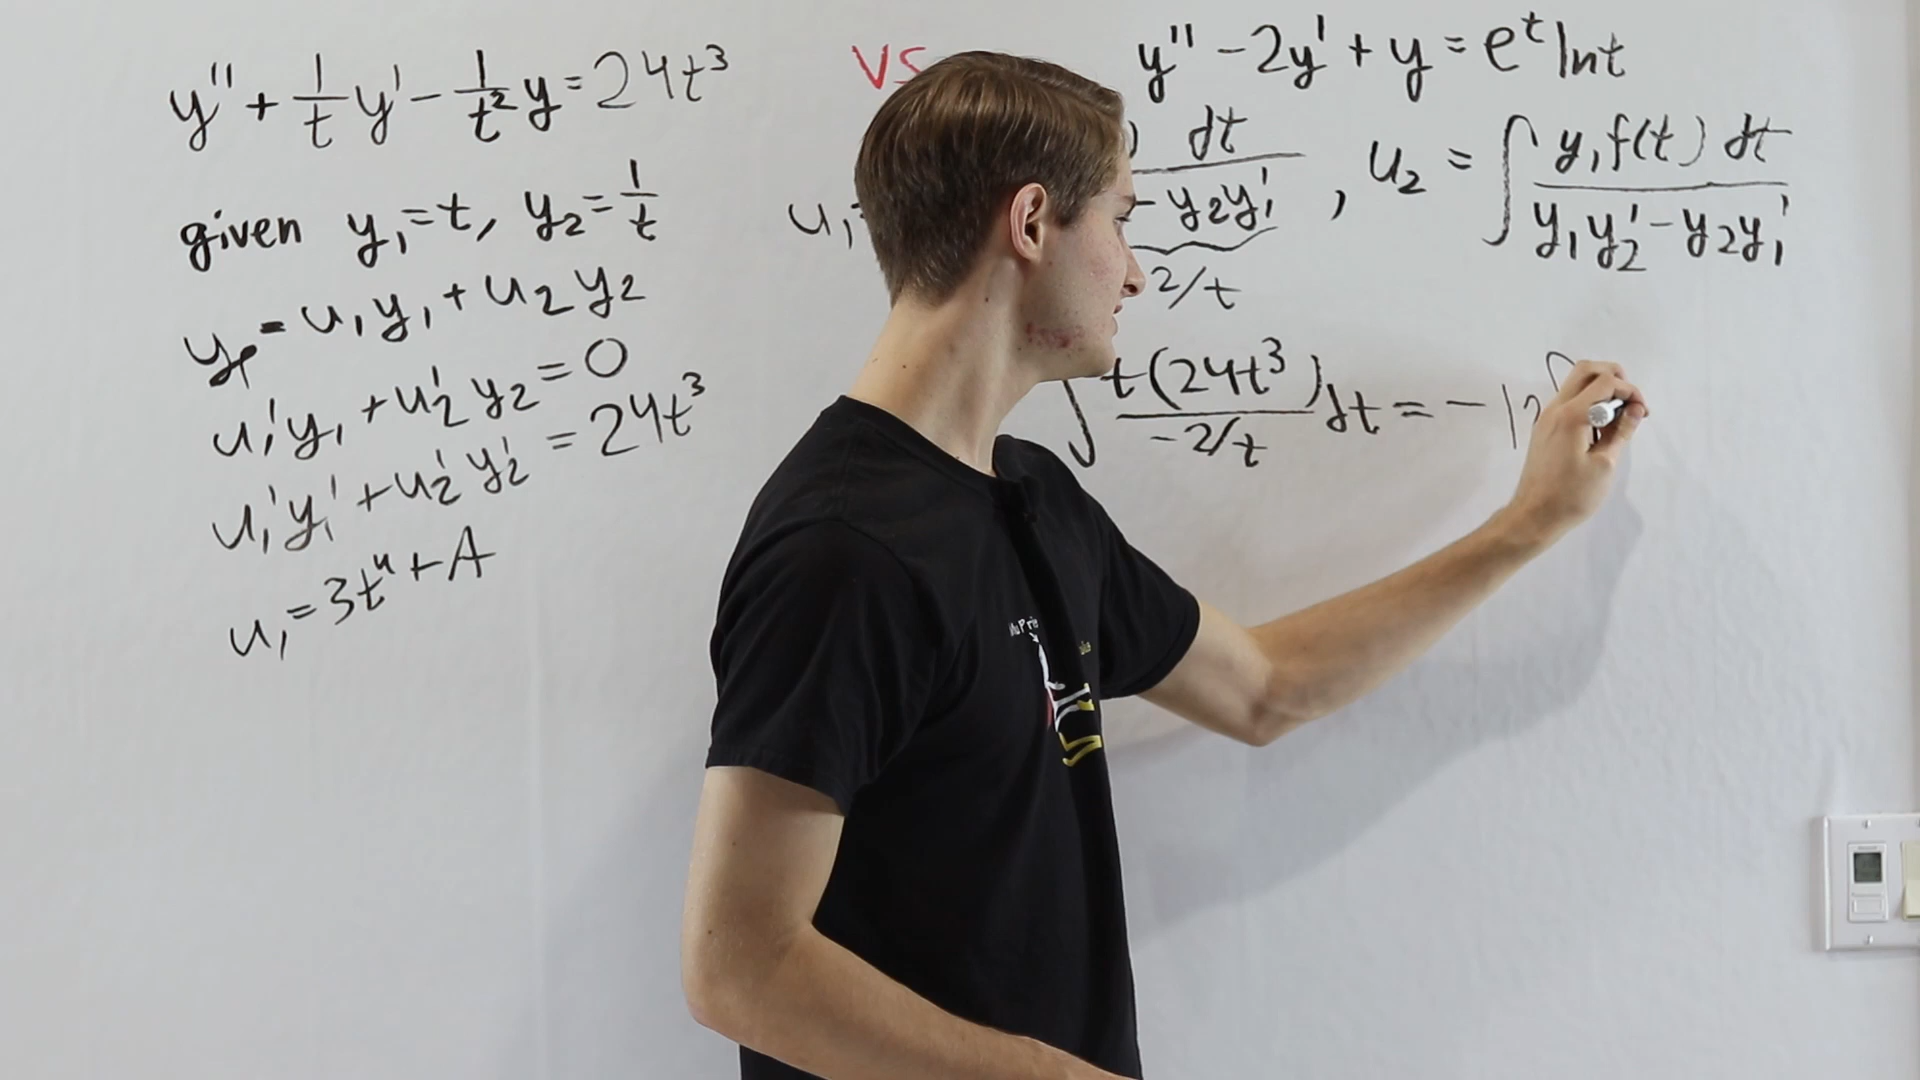 y'' + 1/t y' - 1/t² y = 24t³
given y₁ = t, y₂ = 1/t
yₚ = u₁y₁ + u₂y₂
u₁'y₁ + u₂'y₂ = 0
u₁'y₁' + u₂'y₂' = 24t³
u₁ = 3t⁴ + A
VS
y'' - 2y' + y = eᵗ ln t
u₁ = ) dt / - y₂y₁' , u₂ = ∫ y₁f(t) dt / y₁y₂' - y₂y₁'
2/t
∫ t(24t³) / -2/t dt = -12 ∫